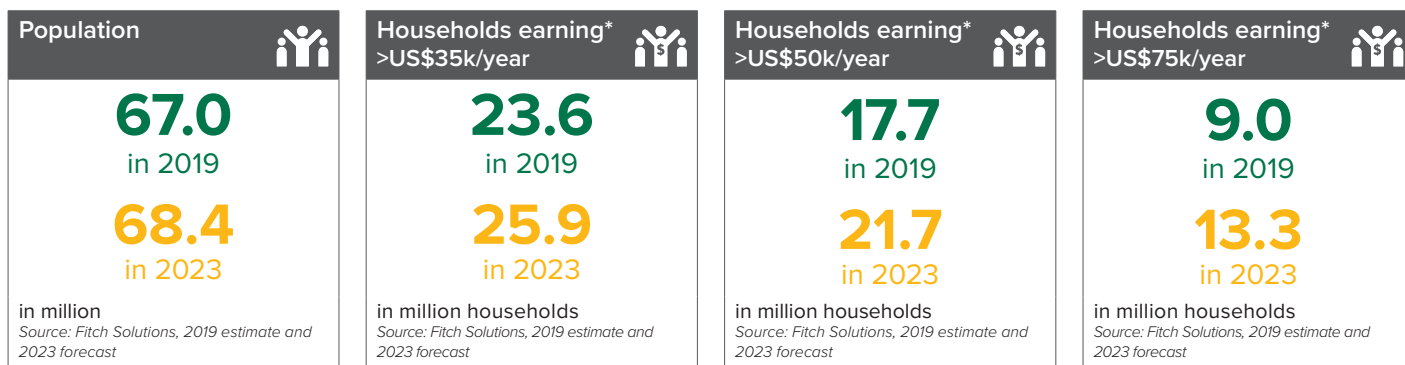 Population
67.0
in 2019
68.4
in 2023
in million
Source: Fitch Solutions, 2019 estimate and
2023 forecast
Households earning*
>US$35k/year
$
23.6
in 2019
25.9
in 2023
in million households
Source: Fitch Solutions, 2019 estimate and
2023 forecast
Households earning*
>US$50k/year
$
17.7
in 2019
21.7
in 2023
in million households
Source: Fitch Solutions, 2019 estimate and
2023 forecast
Households earning*
>US$75k/year
$
9.0
in 2019
13.3
in 2023
in million households
Source: Fitch Solutions, 2019 estimate and
2023 forecast